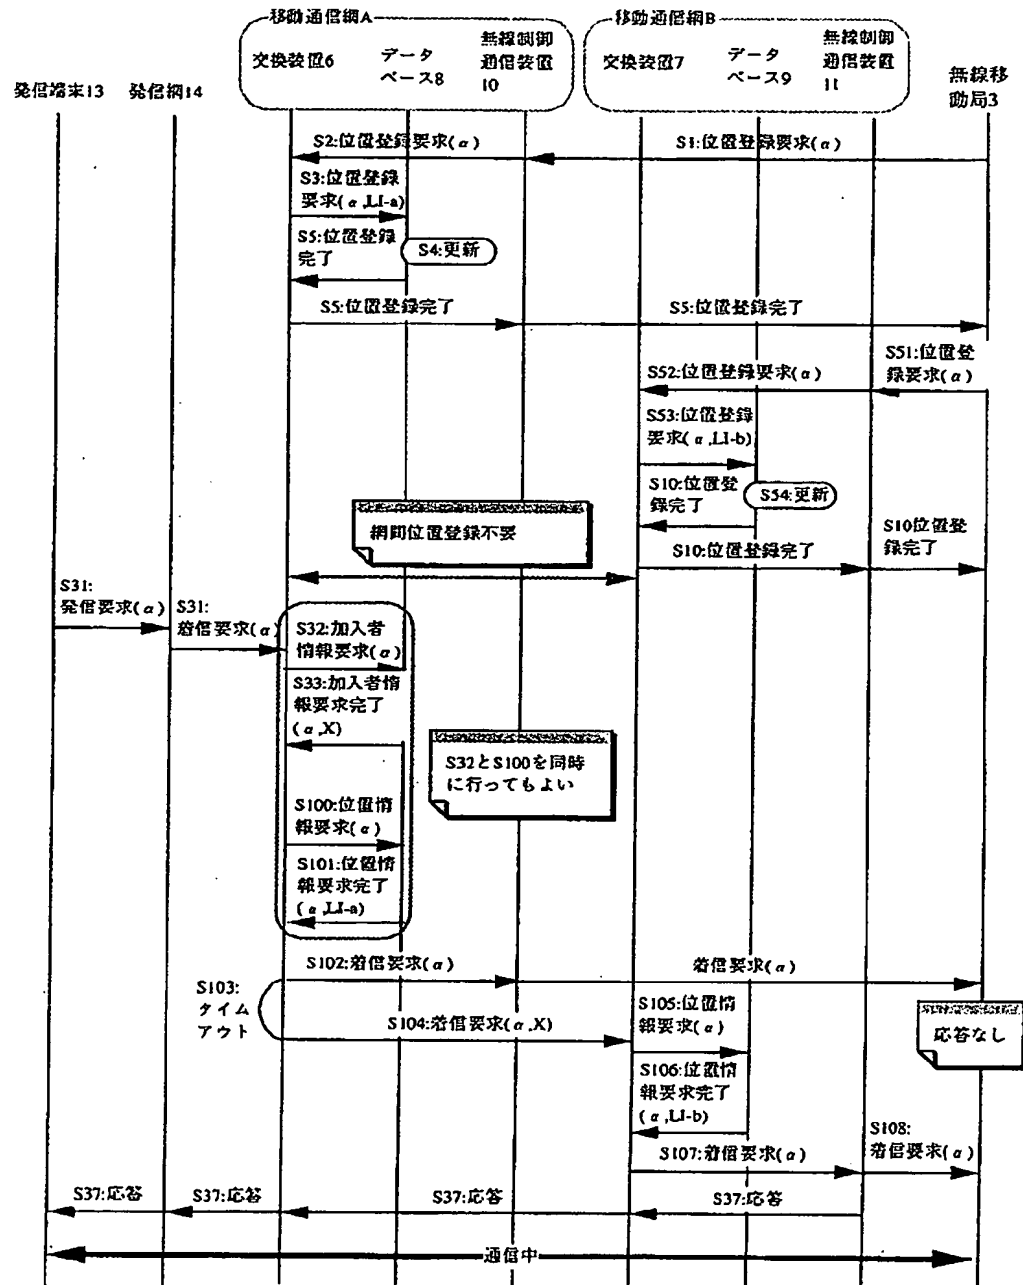 移動通信網A
移動通信網B
交換装置6
データ
ベース8
無線制御
通信装置
10
交換装置7
データ
ベース9
無線制御
通信装置
11
発信端末13
発信網14
無線移
動局3
S2:位置登録要求(α)
S1:位置登録要求(α)
S3:位置登録
要求(α,LI-a)
S5:位置登録
完了
S4:更新
S5:位置登録完了
S5:位置登録完了
S51:位置登
録要求(α)
S52:位置登録要求(α)
S53:位置登録
要求(α,LI-b)
S10:位置登
録完了
S54:更新
網間位置登録不要
S10:位置登録完了
S10位置登
録完了
S31:
発信要求(α)
S31:
着信要求(α)
S32:加入者
情報要求(α)
S33:加入者情
報要求完了
(α,X)
S32とS100を同時
に行ってもよい
S100:位置情
報要求(α)
S101:位置情
報要求完了
(α,LI-a)
S102:着信要求(α)
着信要求(α)
S103:
タイム
アウト
S104:着信要求(α,X)
S105:位置情
報要求(α)
応答なし
S106:位置情
報要求完了
(α,LI-b)
S107:着信要求(α)
S108:
着信要求(α)
S37:応答
S37:応答
S37:応答
S37:応答
通信中